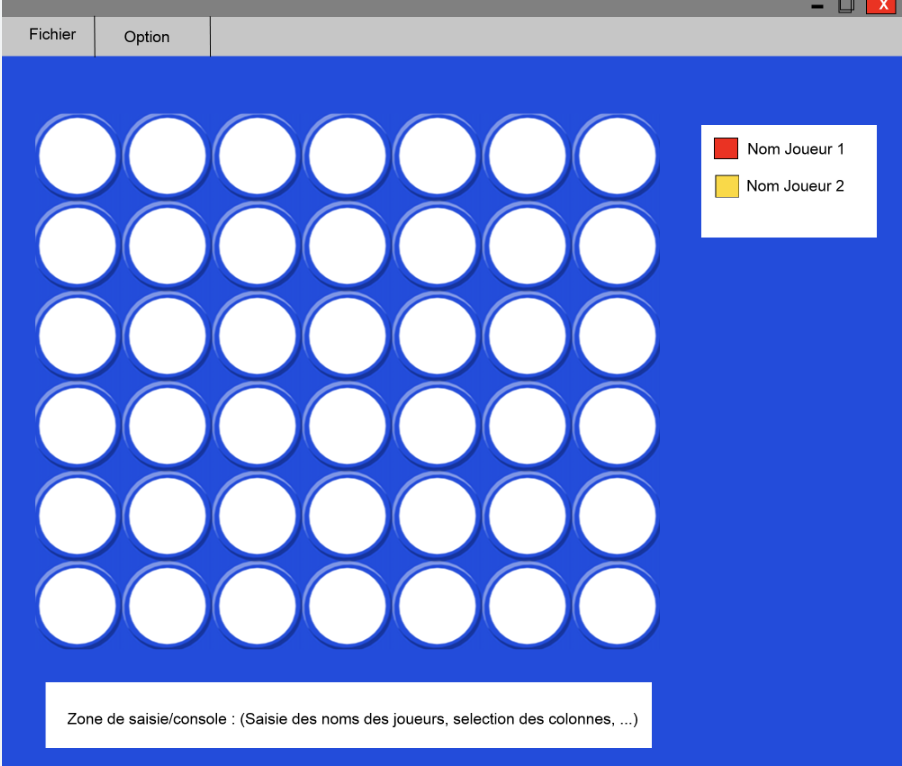 X
Fichier
Option
Nom Joueur 1
Nom Joueur 2
Zone de saisie/console : (Saisie des noms des joueurs, selection des colonnes, ...)